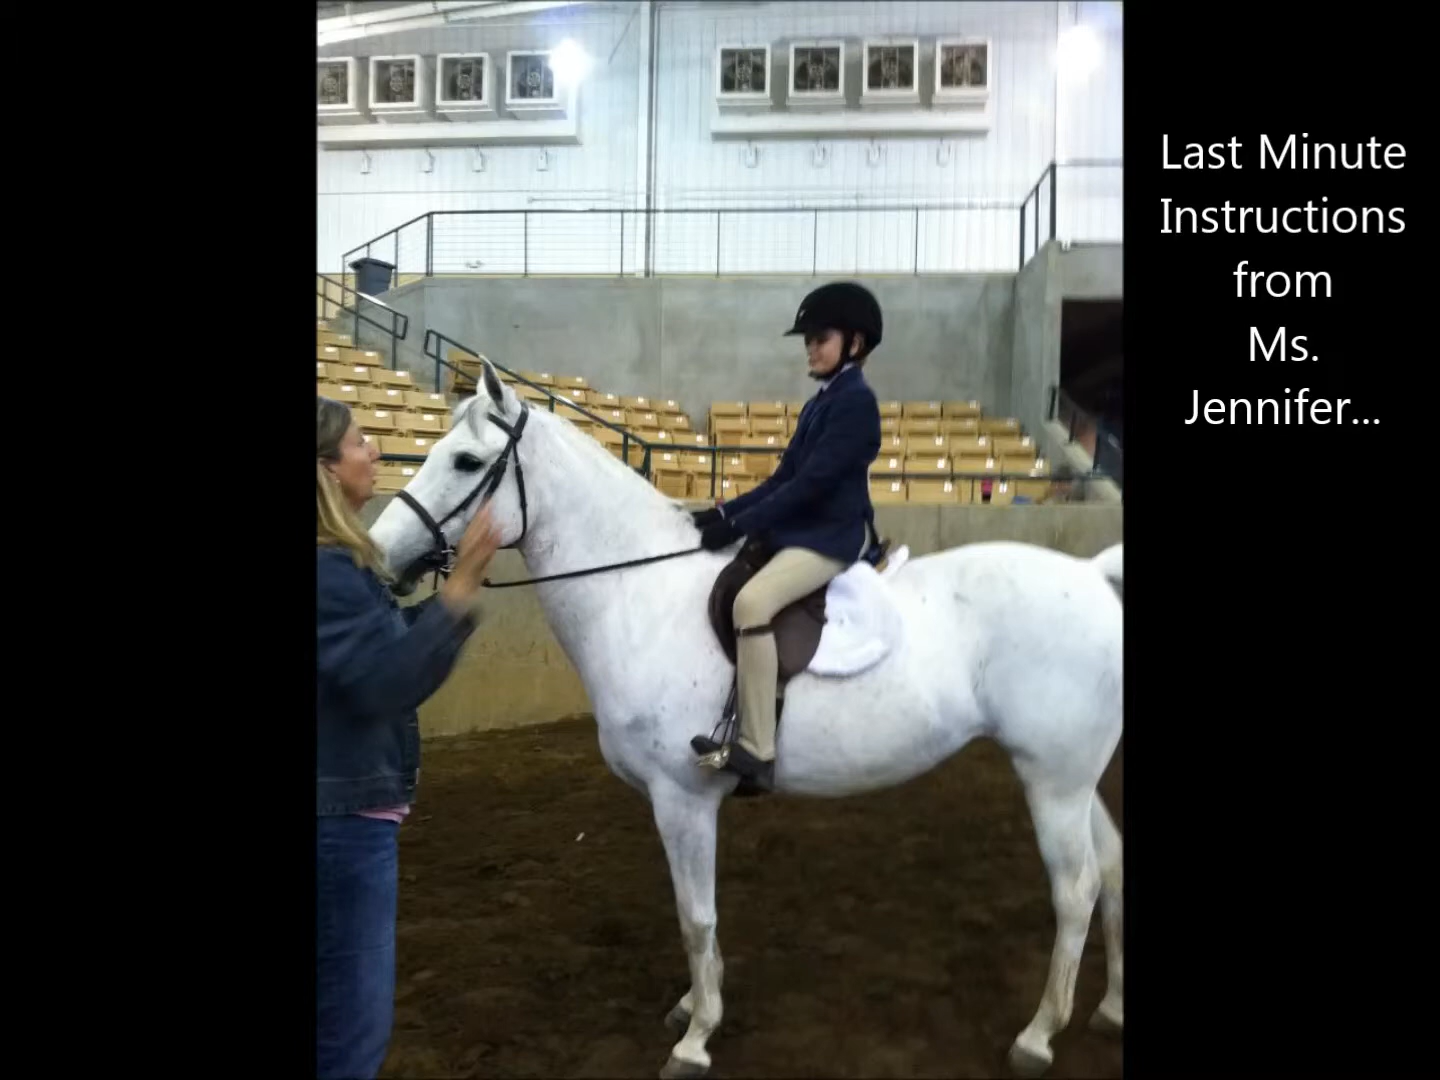 Last Minute
Instructions
from
Ms.
Jennifer...